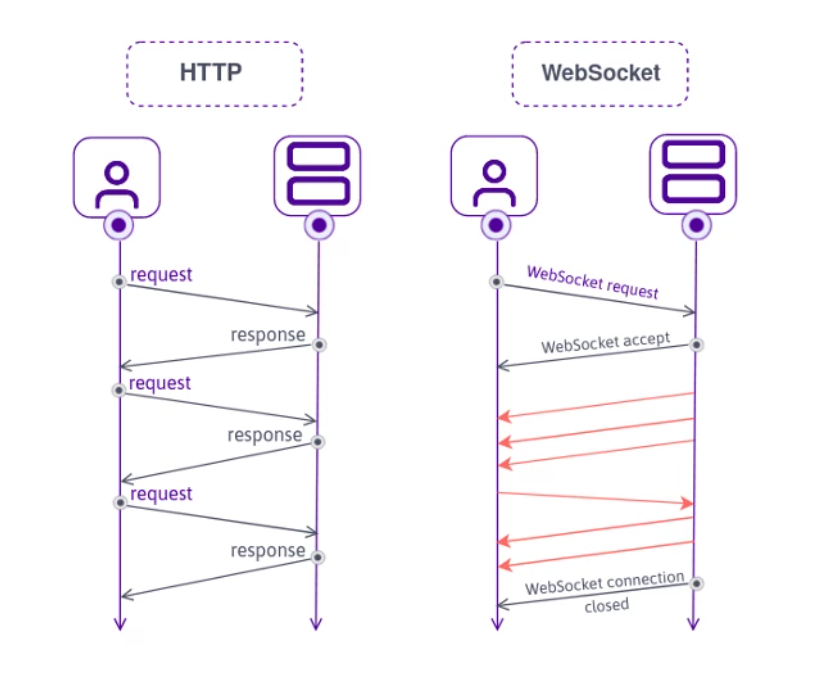 HTTP
WebSocket
request
response
request
response
request
response
WebSocket request
WebSocket accept
WebSocket connection
closed